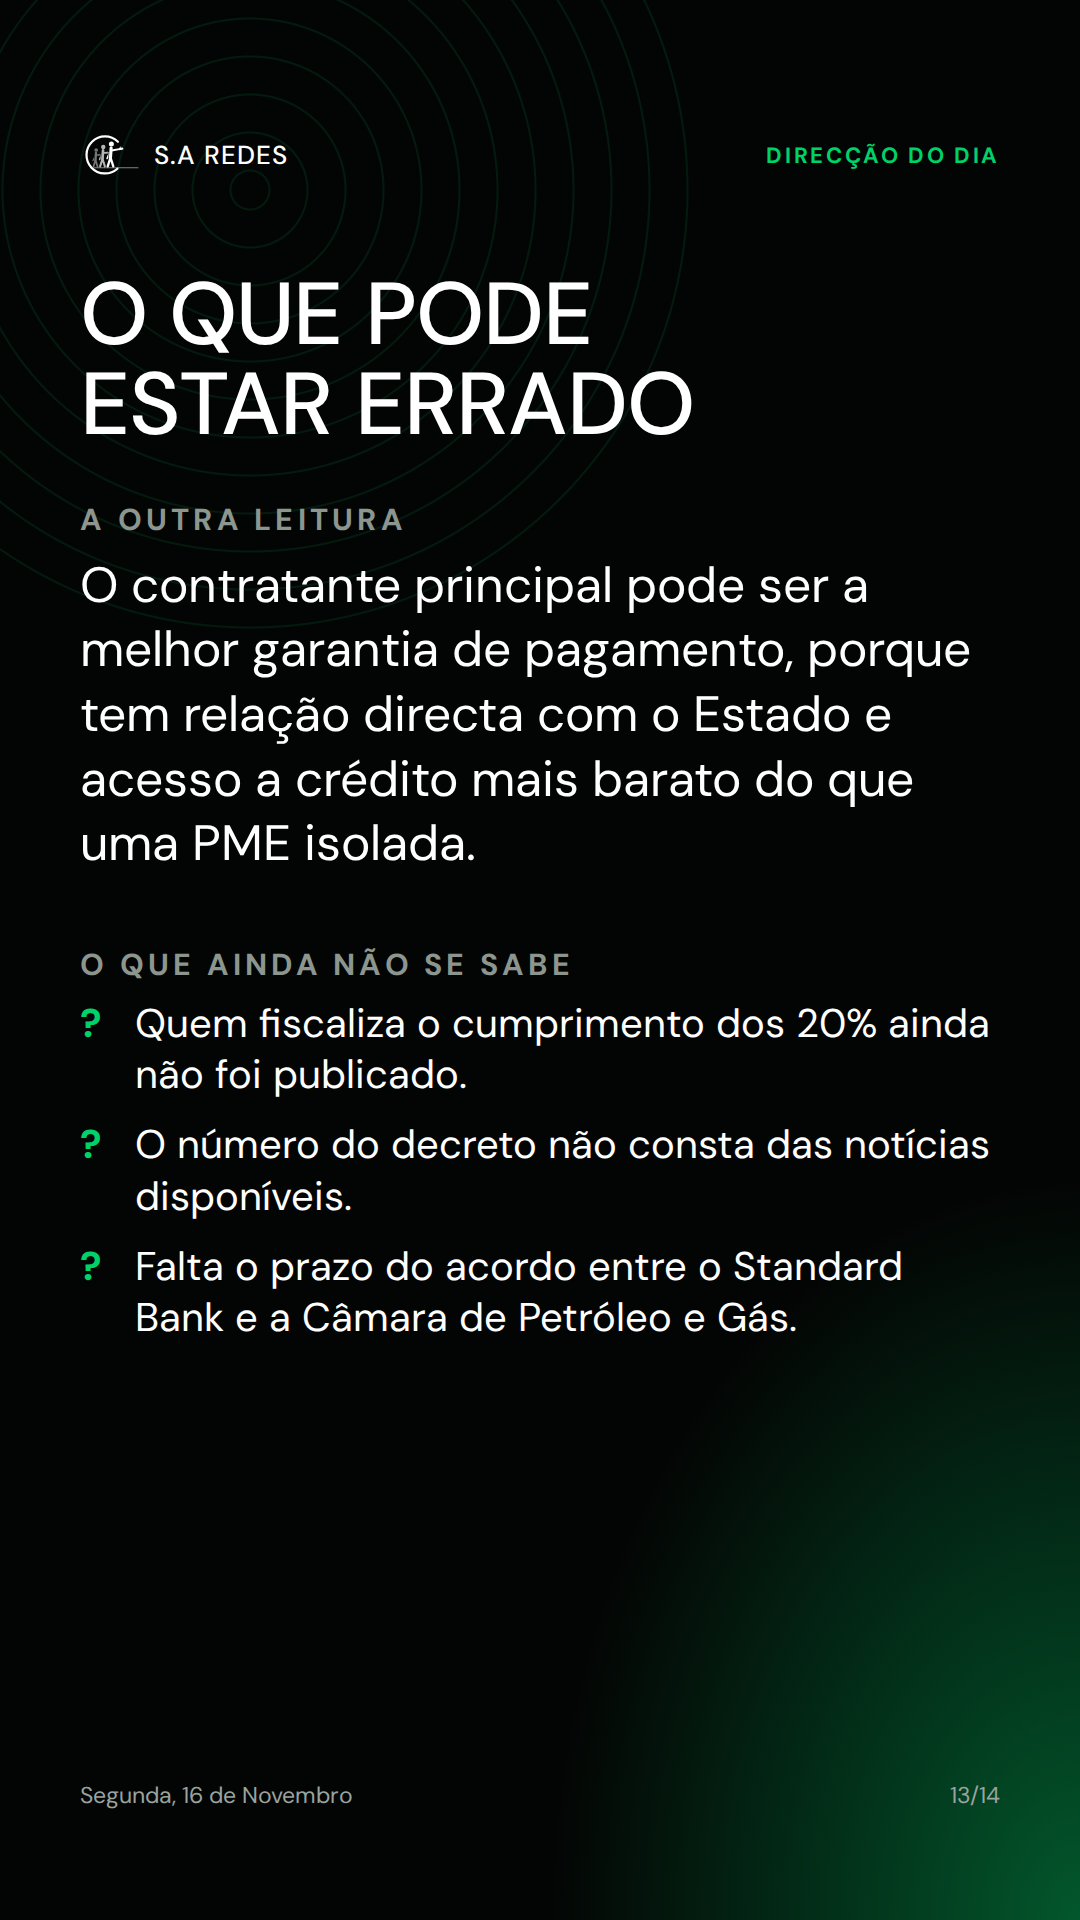 S.A REDES
DIRECÇÃO DO DIA
O QUE PODE
ESTAR ERRADO
A OUTRA LEITURA
O contratante principal pode ser a
melhor garantia de pagamento, porque
tem relação directa com o Estado e
acesso a crédito mais barato do que
uma PME isolada.
O QUE AINDA NÃO SE SABE
? Quem fiscaliza o cumprimento dos 20% ainda
não foi publicado.
? O número do decreto não consta das notícias
disponíveis.
? Falta o prazo do acordo entre o Standard
Bank e a Câmara de Petróleo e Gás.
Segunda, 16 de Novembro
13/14